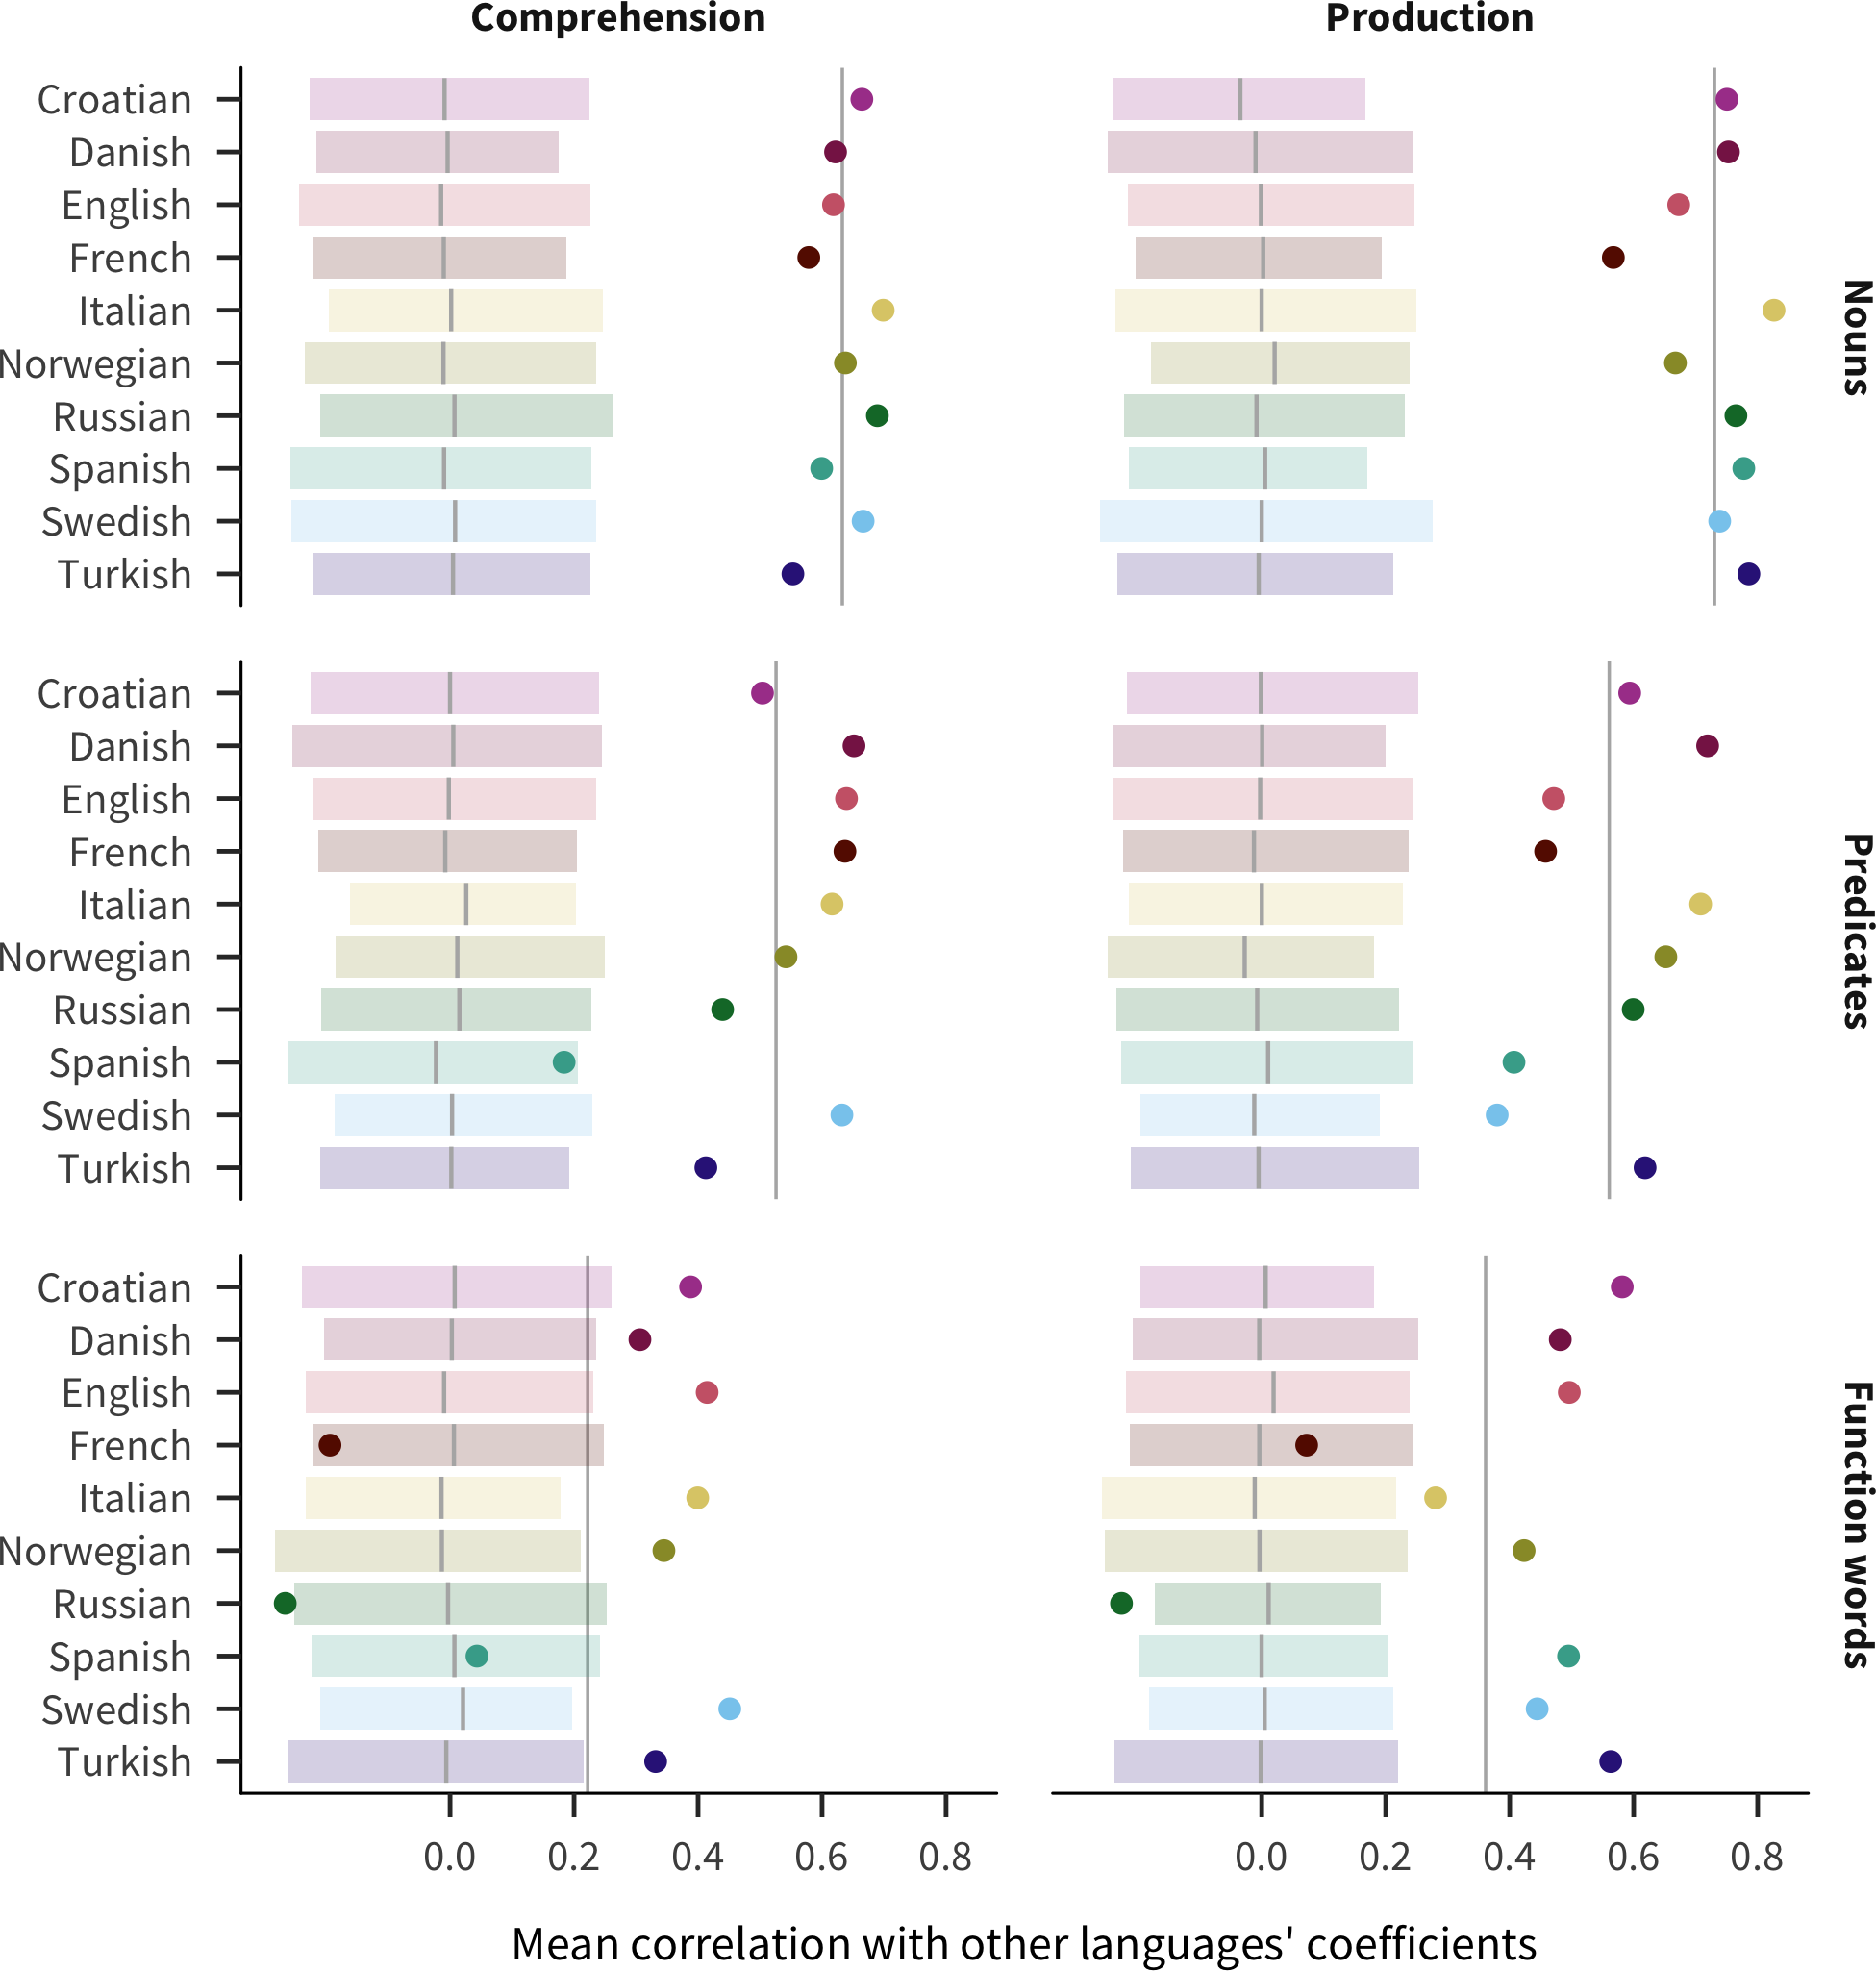 Comprehension
Production
Croatian
Danish
English
French
Italian
Norwegian
Russian
Spanish
Swedish
Turkish
Nouns
Croatian
Danish
English
French
Italian
Norwegian
Russian
Spanish
Swedish
Turkish
Predicates
Croatian
Danish
English
French
Italian
Norwegian
Russian
Spanish
Swedish
Turkish
Function words
0.0 0.2 0.4 0.6 0.8
0.0 0.2 0.4 0.6 0.8
Mean correlation with other languages' coefficients